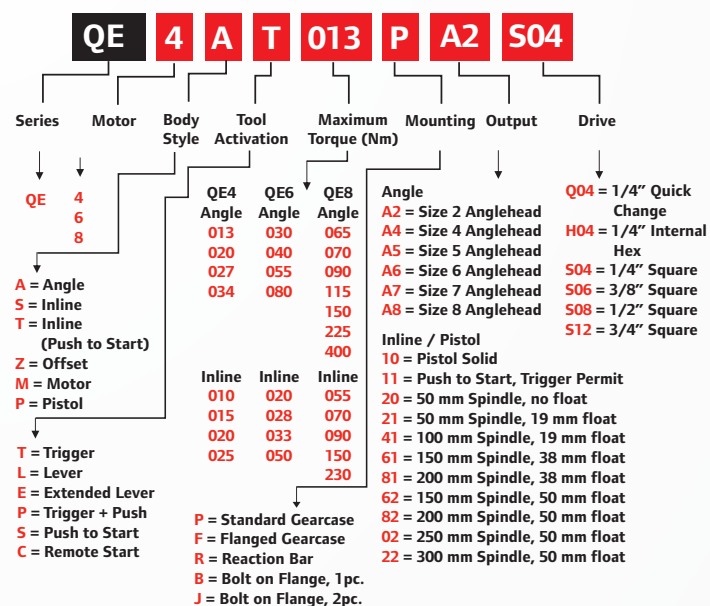 QE 4 A T 013 P A2 S04
Series
Motor
Body
Style
Tool
Activation
Maximum
Torque (Nm)
Mounting
Output
Drive
QE
4
6
8
A = Angle
S = Inline
T = Inline
(Push to Start)
Z = Offset
M = Motor
P = Pistol
T = Trigger
L = Lever
E = Extended Lever
P = Trigger + Push
S = Push to Start
C = Remote Start
QE4 QE6 QE8
Angle Angle Angle
013 030 065
020 040 070
027 055 090
034 080 115
150
225
400
Inline Inline Inline
010 020 055
015 028 070
020 033 090
025 050 150
230
P = Standard Gearcase
F = Flanged Gearcase
R = Reaction Bar
B = Bolt on Flange, 1pc.
J = Bolt on Flange, 2pc.
Angle
A2 = Size 2 Anglehead
A4 = Size 4 Anglehead
A5 = Size 5 Anglehead
A6 = Size 6 Anglehead
A7 = Size 7 Anglehead
A8 = Size 8 Anglehead
Inline / Pistol
10 = Pistol Solid
11 = Push to Start, Trigger Permit
20 = 50 mm Spindle, no float
21 = 50 mm Spindle, 19 mm float
41 = 100 mm Spindle, 19 mm float
61 = 150 mm Spindle, 38 mm float
81 = 200 mm Spindle, 38 mm float
62 = 150 mm Spindle, 50 mm float
82 = 200 mm Spindle, 50 mm float
02 = 250 mm Spindle, 50 mm float
22 = 300 mm Spindle, 50 mm float
Q04 = 1/4” Quick
Change
H04 = 1/4” Internal
Hex
S04 = 1/4” Square
S06 = 3/8” Square
S08 = 1/2” Square
S12 = 3/4” Square